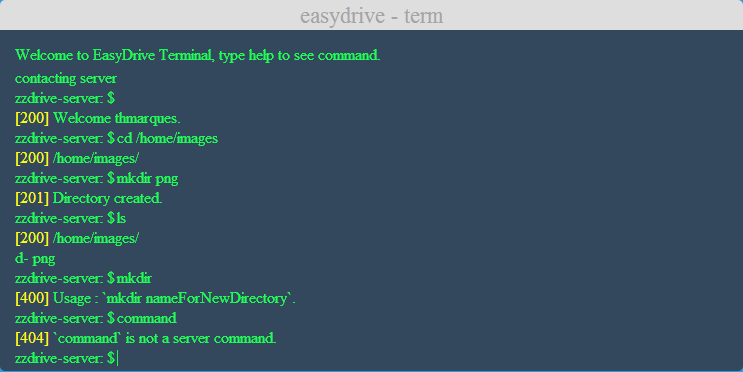 easydrive - term
Welcome to EasyDrive Terminal, type help to see command.
contacting server
zzdrive-server: $
[200] Welcome thmarques.
zzdrive-server: $cd /home/images
[200] /home/images/
zzdrive-server: $mkdir png
[201] Directory created.
zzdrive-server: $ls
[200] /home/images/
d- png
zzdrive-server: $mkdir
[400] Usage : `mkdir nameForNewDirectory`.
zzdrive-server: $command
[404] `command` is not a server command.
zzdrive-server: $